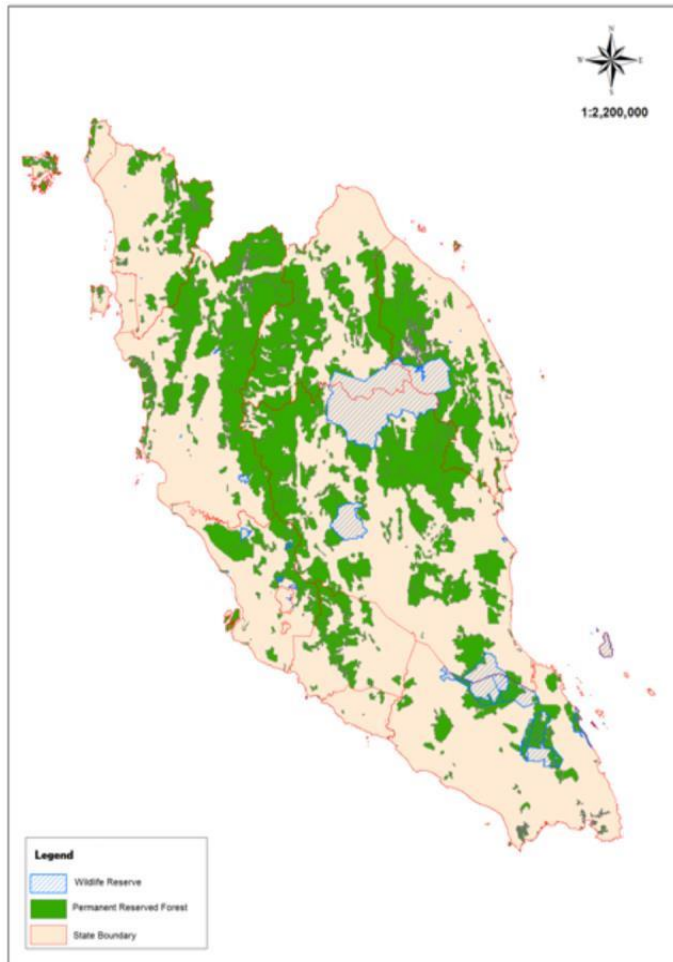 N
W E
S
1:2,200,000
Legend
Wildlife Reserve
Permanent Reserved Forest
State Boundary